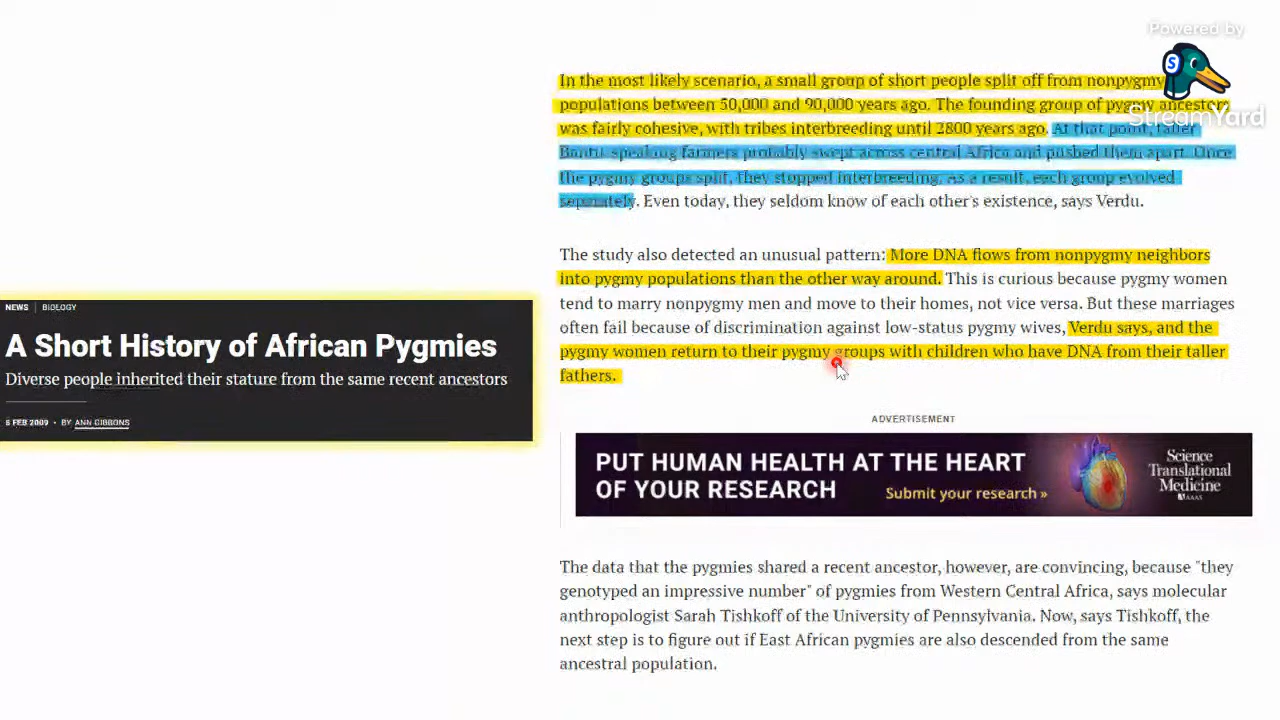 Powered by
StreamYard
In the most likely scenario, a small group of short people split off from nonpygmy
populations between 50,000 and 90,000 years ago. The founding group of pygmy ancestors
was fairly cohesive, with tribes interbreeding until 2800 years ago. At that point, taller
Bantu-speaking farmers probably swept across central Africa and pushed them apart. Once
the pygmy groups split, they stopped interbreeding. As a result, each group evolved
separately. Even today, they seldom know of each other's existence, says Verdu.
The study also detected an unusual pattern: More DNA flows from nonpygmy neighbors
into pygmy populations than the other way around. This is curious because pygmy women
tend to marry nonpygmy men and move to their homes, not vice versa. But these marriages
often fail because of discrimination against low-status pygmy wives, Verdu says, and the
pygmy women return to their pygmy groups with children who have DNA from their taller
fathers.
NEWS | BIOLOGY
A Short History of African Pygmies
Diverse people inherited their stature from the same recent ancestors
6 FEB 2009 • BY ANN GIBBONS
ADVERTISEMENT
PUT HUMAN HEALTH AT THE HEART
OF YOUR RESEARCH
Submit your research »
Science
Translational
Medicine
AAAS
The data that the pygmies shared a recent ancestor, however, are convincing, because "they
genotyped an impressive number" of pygmies from Western Central Africa, says molecular
anthropologist Sarah Tishkoff of the University of Pennsylvania. Now, says Tishkoff, the
next step is to figure out if East African pygmies are also descended from the same
ancestral population.